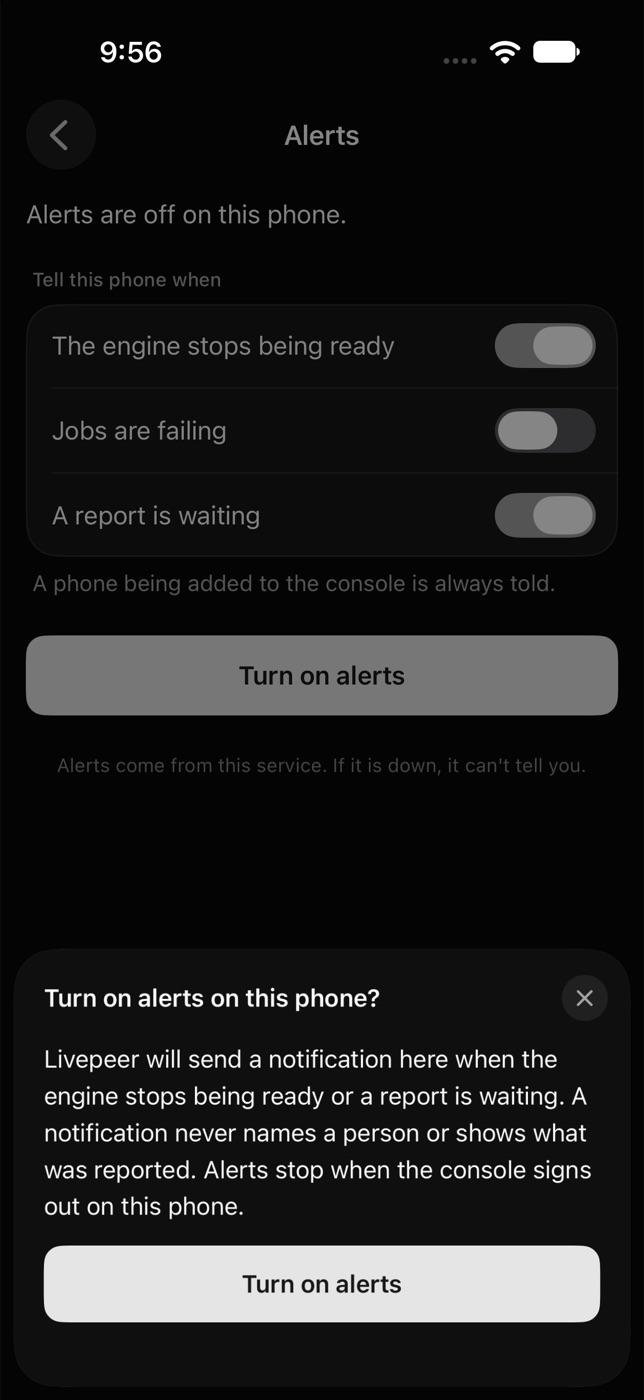 9:56
Alerts
Alerts are off on this phone.
Tell this phone when
The engine stops being ready
Jobs are failing
A report is waiting
A phone being added to the console is always told.
Turn on alerts
Alerts come from this service. If it is down, it can't tell you.
Turn on alerts on this phone?
Livepeer will send a notification here when the
engine stops being ready or a report is waiting. A
notification never names a person or shows what
was reported. Alerts stop when the console signs
out on this phone.
Turn on alerts